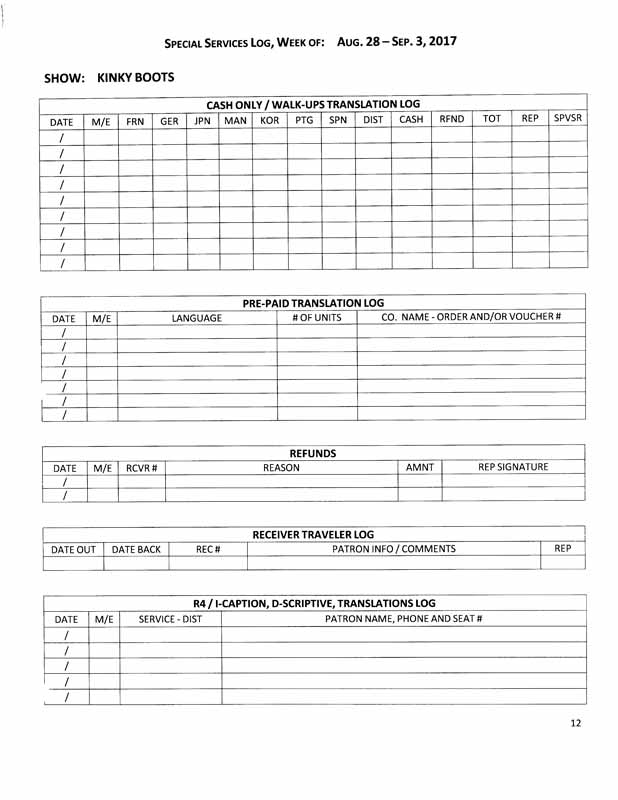 SPECIAL SERVICES LOG, WEEK OF: AUG. 28 – SEP. 3, 2017
SHOW: KINKY BOOTS
CASH ONLY / WALK-UPS TRANSLATION LOG
DATE M/E FRN GER JPN MAN KOR PTG SPN DIST CASH RFND TOT REP SPVSR
/
/
/
/
/
/
/
/
/
PRE-PAID TRANSLATION LOG
DATE M/E LANGUAGE # OF UNITS CO. NAME - ORDER AND/OR VOUCHER #
/
/
/
/
/
/
/
REFUNDS
DATE M/E RCVR # REASON AMNT REP SIGNATURE
/
/
RECEIVER TRAVELER LOG
DATE OUT DATE BACK REC # PATRON INFO / COMMENTS REP
R4 / I-CAPTION, D-SCRIPTIVE, TRANSLATIONS LOG
DATE M/E SERVICE - DIST PATRON NAME, PHONE AND SEAT #
/
/
/
/
/
12